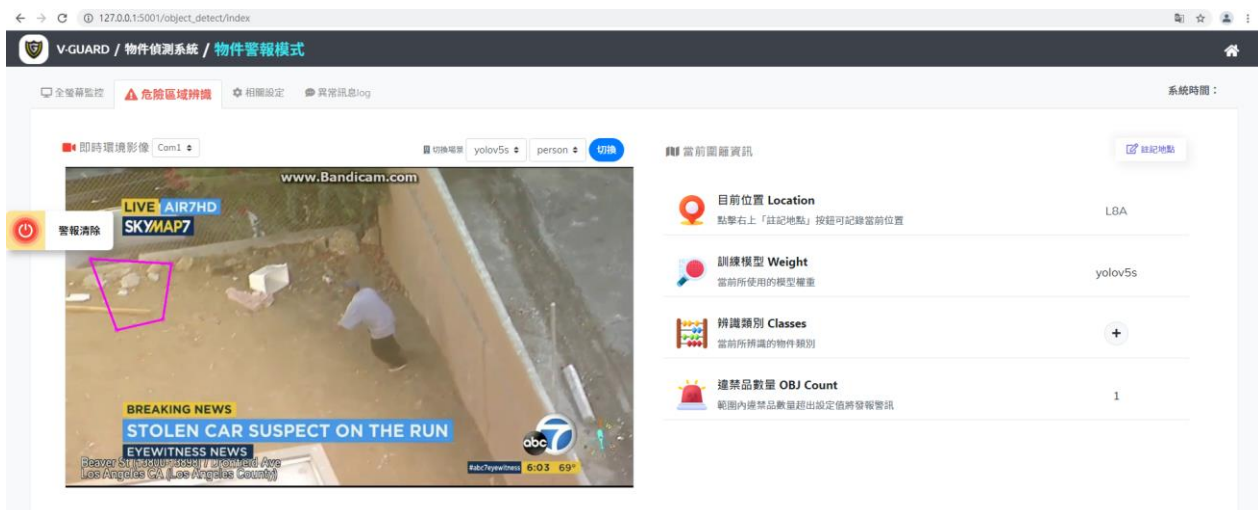 127.0.0.1:5001/object_detect/index
V-GUARD / 物件偵測系統 / 物件警報模式
全螢幕監控 危險區域辨識 相關設定 異常訊息log
系統時間：
即時環境影像 Cam1 切換場景 yolov5s person 切換
當前圍籬資訊 註記地點
www.Bandicam.com
LIVE AIR7HD
SKYMAP7
警報清除
BREAKING NEWS
STOLEN CAR SUSPECT ON THE RUN
EYEWITNESS NEWS
abc7
#abc7eyewitness 6:03 69°
Los Angeles CA (Los Angeles County)
目前位置 Location
點擊右上「註記地點」按鈕可記錄當前位置
L8A
訓練模型 Weight
當前所使用的模型權重
yolov5s
辨識類別 Classes
當前所辨識的物件類別
+
違禁品數量 OBJ Count
範圍內違禁品數量超出設定值將發報警訊
1